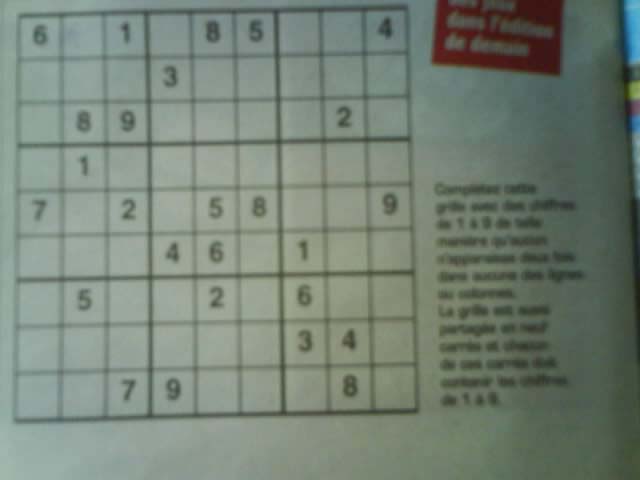 des jeux
dans l'édition
de demain
6 1 8 5 4
3
8 9 2
1
7 2 5 8 9
4 6 1
5 2 6
3 4
7 9 8
Complétez cette
grille avec des chiffres
de 1 à 9 de telle
manière qu'aucun
n'apparaisse deux fois
dans aucune des lignes
ou colonnes.
La grille est aussi
partagée en neuf
carrés et chacun
de ces carrés doit
contenir les chiffres
de 1 à 9.